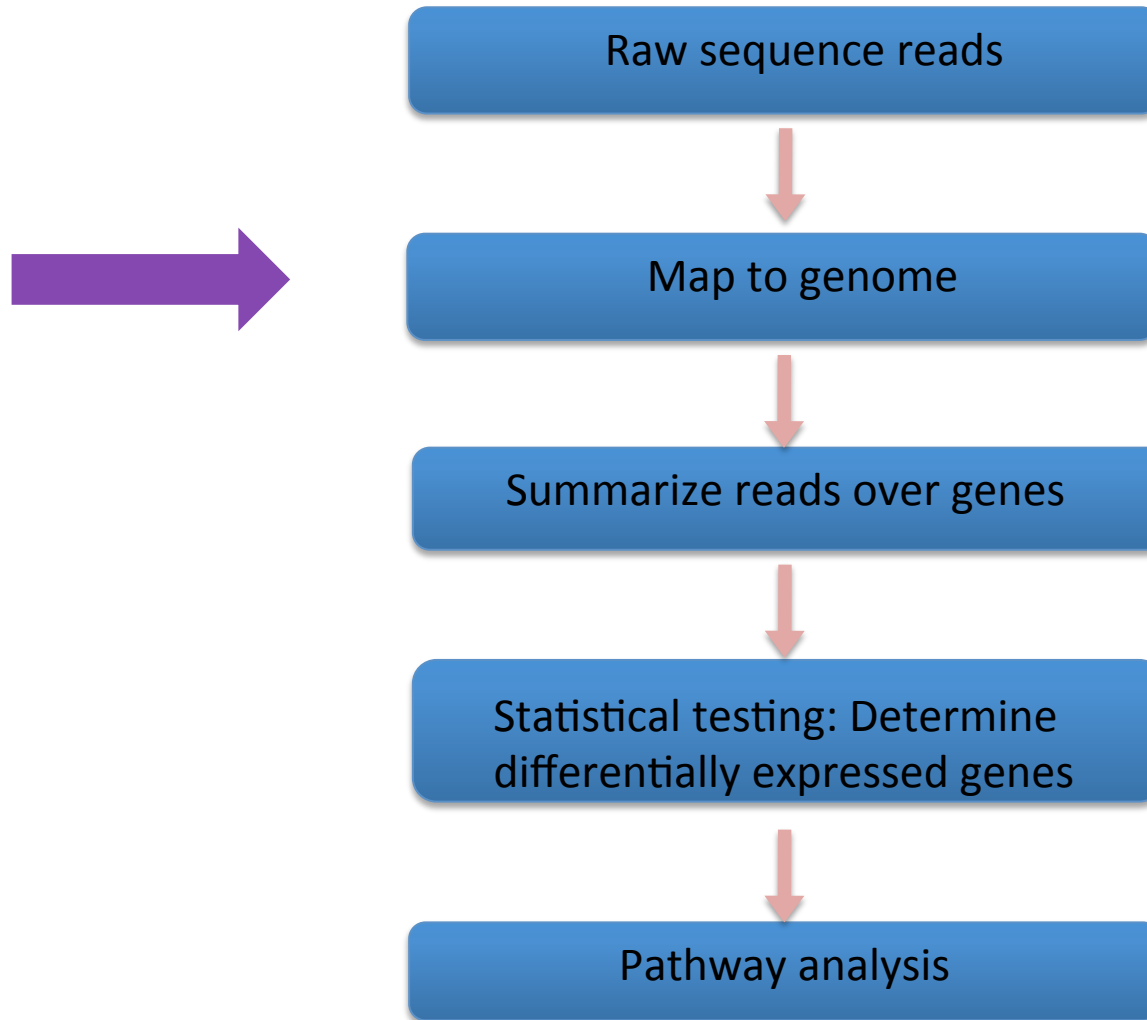 Raw sequence reads
Map to genome
Summarize reads over genes
Statistical testing: Determine
differentially expressed genes
Pathway analysis